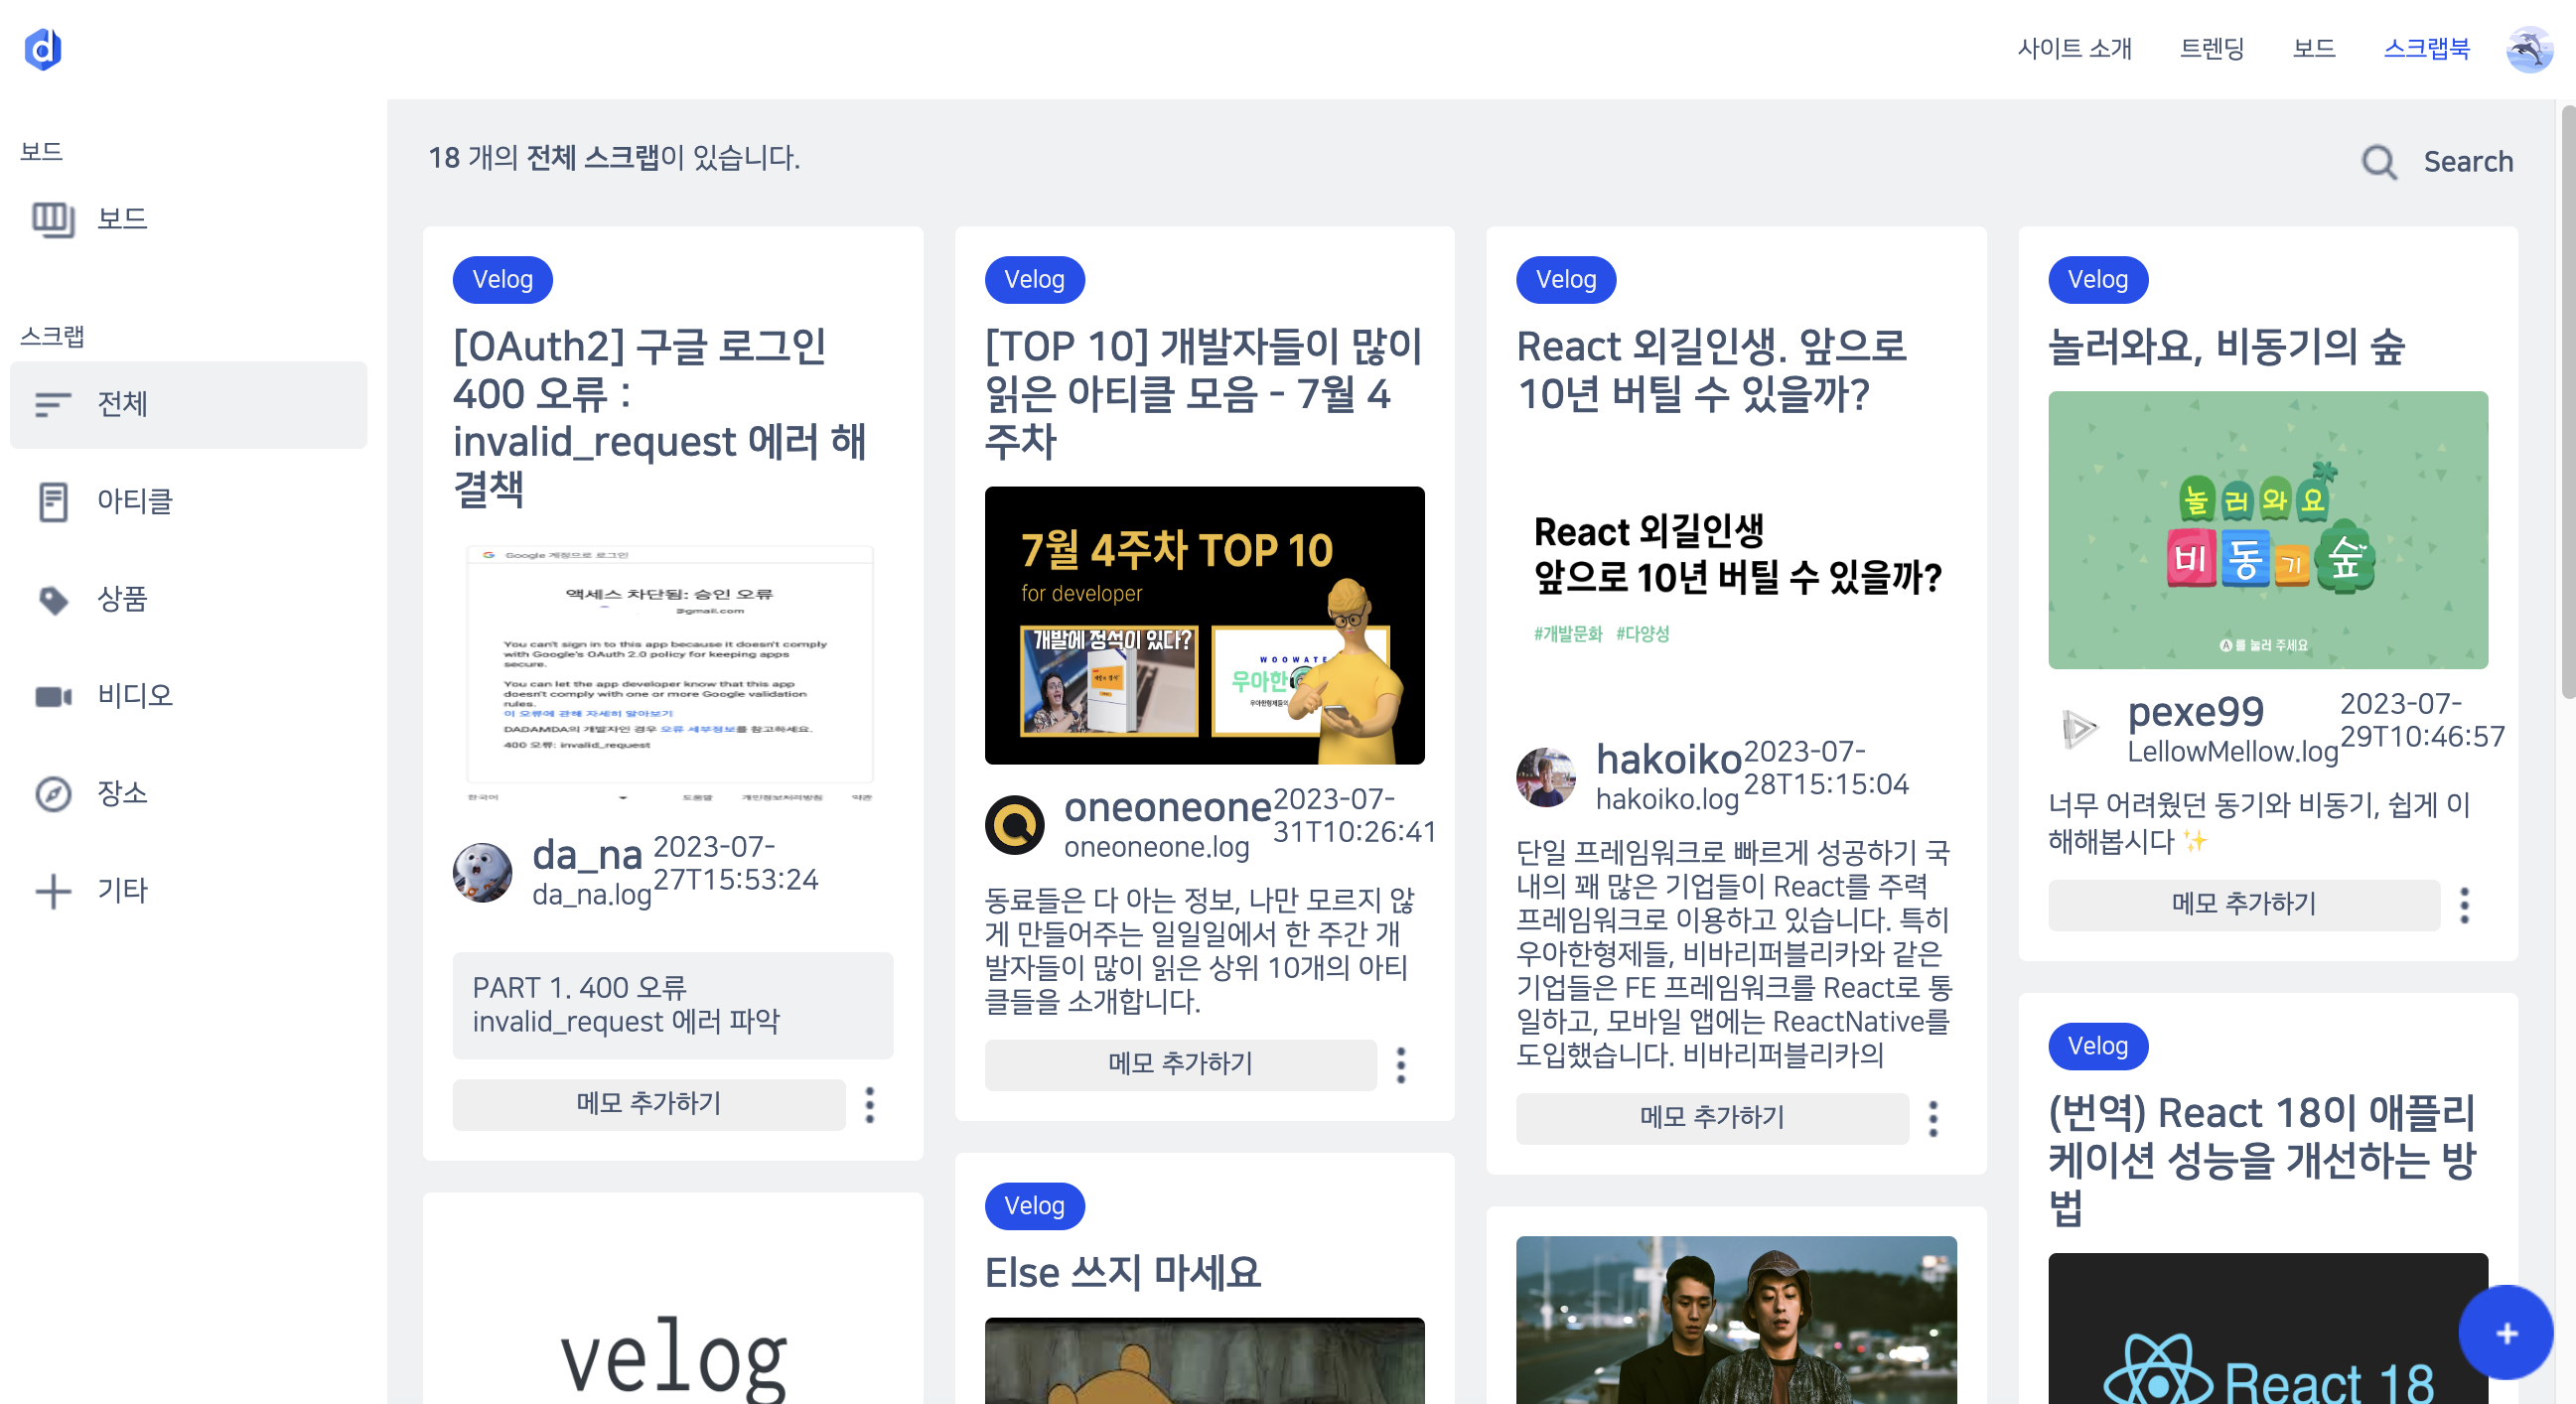 d
사이트 소개
트렌딩
보드
스크랩북
보드
보드
스크랩
전체
아티클
상품
비디오
장소
기타
18 개의 전체 스크랩이 있습니다.
Search
Velog
[OAuth2] 구글 로그인
400 오류 :
invalid_request 에러 해
결책
Google 계정으로 로그인
액세스 차단됨: 승인 오류
@gmail.com
You can't sign in to this app because it doesn't comply
with Google's OAuth 2.0 policy for keeping apps
secure.
You can let the app developer know that this app
doesn't comply with one or more Google validation
rules.
이 오류에 관해 자세히 알아보기
DADAMDA의 개발자인 경우 오류 세부정보를 참고하세요.
400 오류: invalid_request
한국어
도움말
개인정보처리방침
약관
da_na
da_na.log
2023-07-
27T15:53:24
PART 1. 400 오류
invalid_request 에러 파악
메모 추가하기
velog
Velog
[TOP 10] 개발자들이 많이
읽은 아티클 모음 - 7월 4
주차
7월 4주차 TOP 10
for developer
개발에 정석이 있다?
WOOWATE
우아한
oneoneone
oneoneone.log
2023-07-
31T10:26:41
동료들은 다 아는 정보, 나만 모르지 않
게 만들어주는 일일일에서 한 주간 개
발자들이 많이 읽은 상위 10개의 아티
클들을 소개합니다.
메모 추가하기
Velog
Else 쓰지 마세요
Velog
React 외길인생. 앞으로
10년 버틸 수 있을까?
React 외길인생
앞으로 10년 버틸 수 있을까?
#개발문화 #다양성
hakoiko
hakoiko.log
2023-07-
28T15:15:04
단일 프레임워크로 빠르게 성공하기 국
내의 꽤 많은 기업들이 React를 주력
프레임워크로 이용하고 있습니다. 특히
우아한형제들, 비바리퍼블리카와 같은
기업들은 FE 프레임워크를 React로 통
일하고, 모바일 앱에는 ReactNative를
도입했습니다. 비바리퍼블리카의
메모 추가하기
Velog
놀러와요, 비동기의 숲
놀러와요
비동기숲
A를 눌러 주세요
pexe99
LellowMellow.log
2023-07-
29T10:46:57
너무 어려웠던 동기와 비동기, 쉽게 이
해해봅시다 ✨
메모 추가하기
Velog
(번역) React 18이 애플리
케이션 성능을 개선하는 방
법
React 18
+